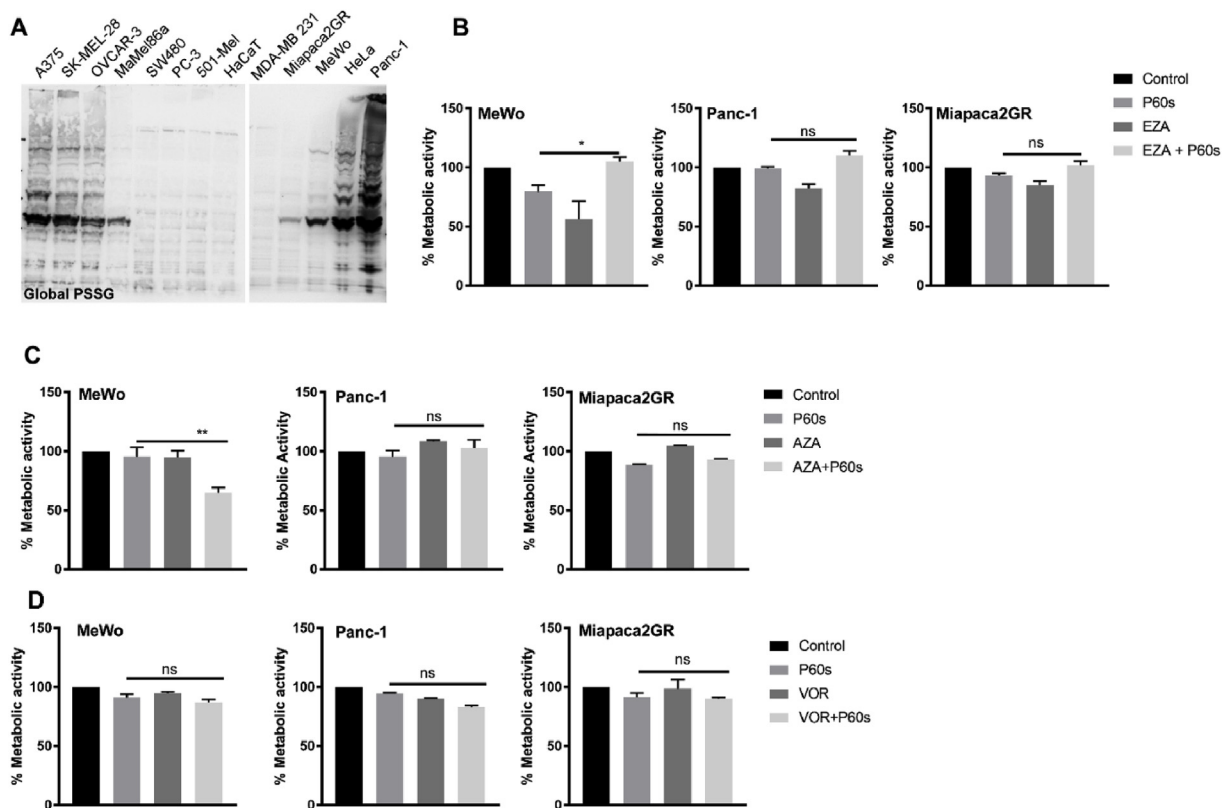 A
A375
SK-MEL-28
OVCAR-3
MaMel86a
SW480
PC-3
501-Mel
HaCaT
MDA-MB 231
Miapaca2GR
MeWo
HeLa
Panc-1
Global PSSG
B
MeWo
% Metabolic activity
150
100
50
0
*
Panc-1
% Metabolic activity
150
100
50
0
ns
Miapaca2GR
% Metabolic activity
150
100
50
0
ns
Control
P60s
EZA
EZA + P60s
C
MeWo
% Metabolic activity
150
100
50
0
**
Panc-1
% Metabolic Activity
150
100
50
0
ns
Miapaca2GR
% Metabolic activity
150
100
50
0
ns
Control
P60s
AZA
AZA+P60s
D
MeWo
% Metabolic activity
150
100
50
0
ns
Panc-1
% Metabolic activity
150
100
50
0
ns
Miapaca2GR
% Metabolic activity
150
100
50
0
ns
Control
P60s
VOR
VOR+P60s